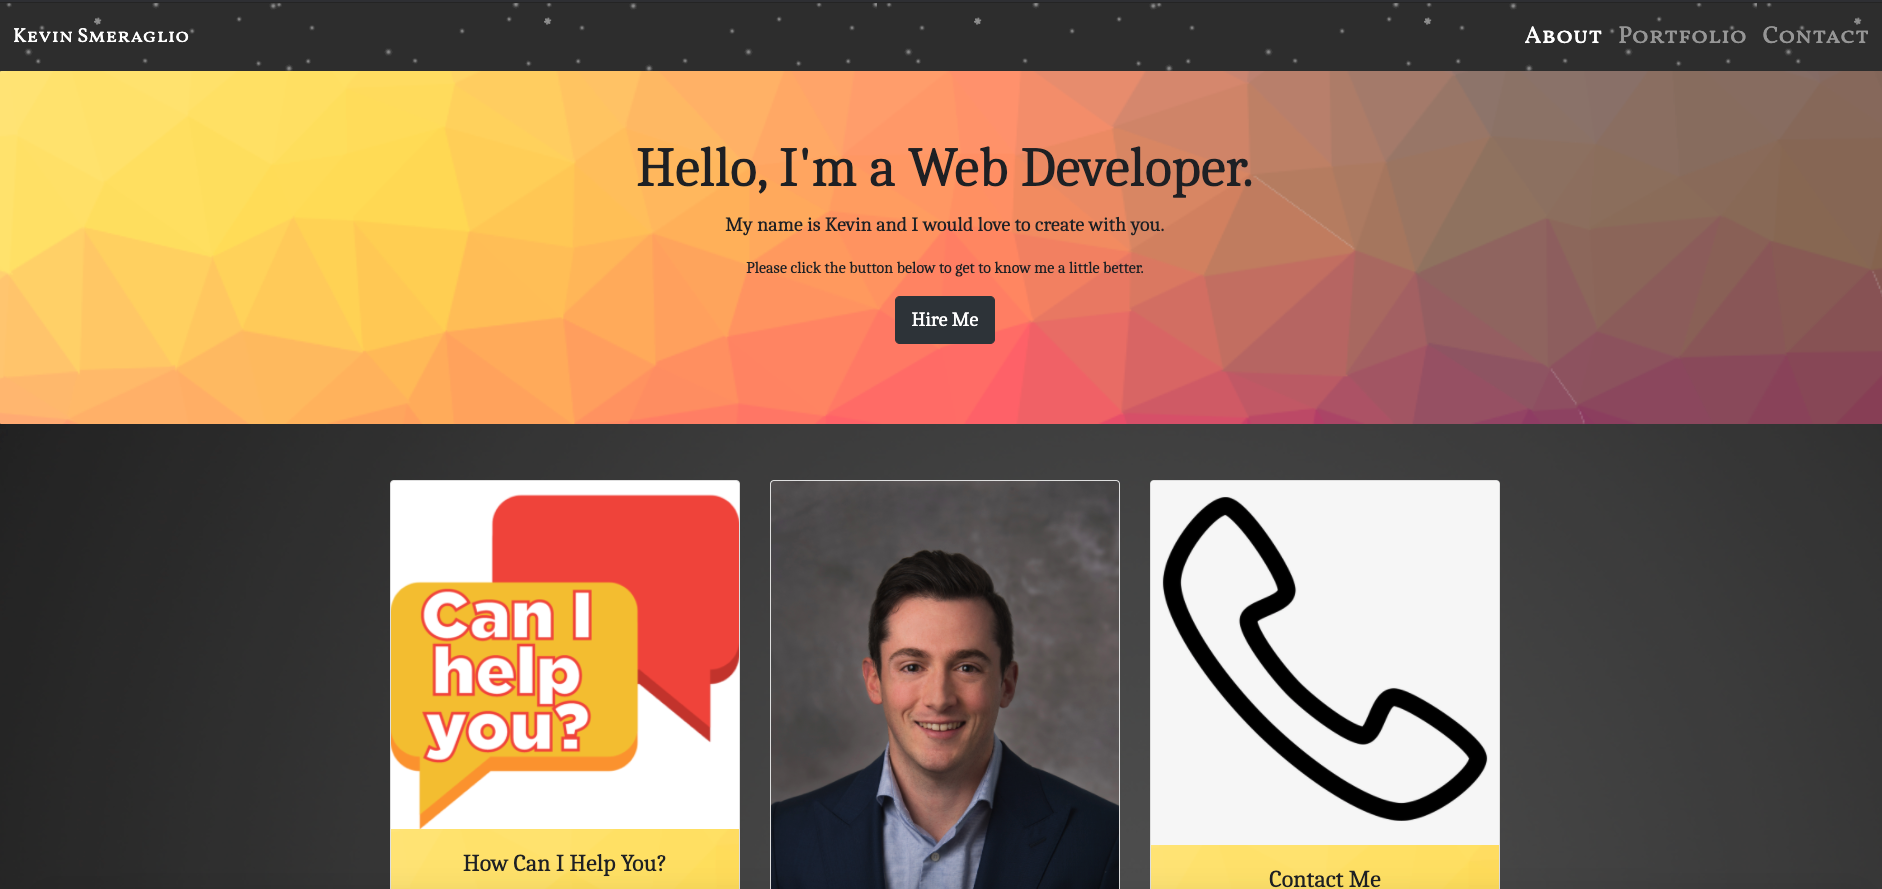 Kevin Smeraglio
About Portfolio Contact
Hello, I'm a Web Developer.
My name is Kevin and I would love to create with you.
Please click the button below to get to know me a little better.
Hire Me
Can I
help
you?
How Can I Help You?
Contact Me